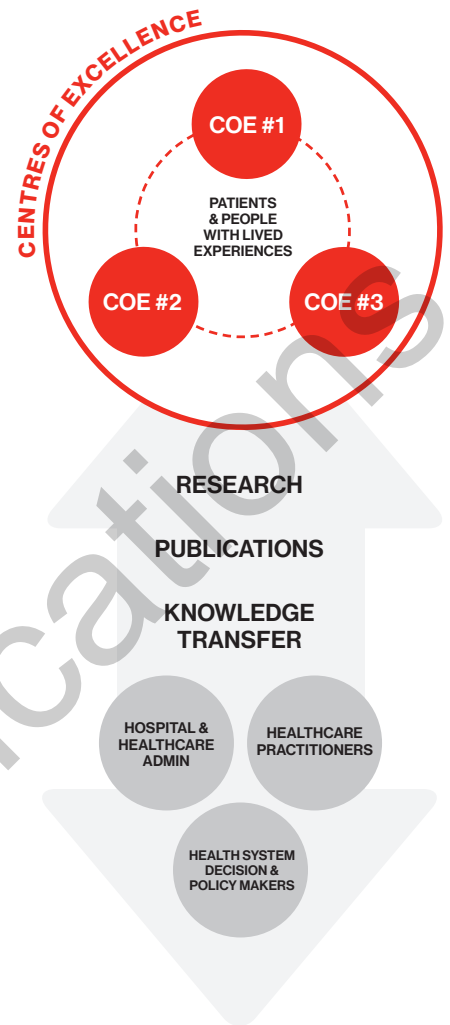 CENTRES OF EXCELLENCE
COE #1
PATIENTS
& PEOPLE
WITH LIVED
EXPERIENCES
COE #2
COE #3
RESEARCH
PUBLICATIONS
KNOWLEDGE
TRANSFER
HOSPITAL &
HEALTHCARE
ADMIN
HEALTHCARE
PRACTITIONERS
HEALTH SYSTEM
DECISION &
POLICY MAKERS
ications